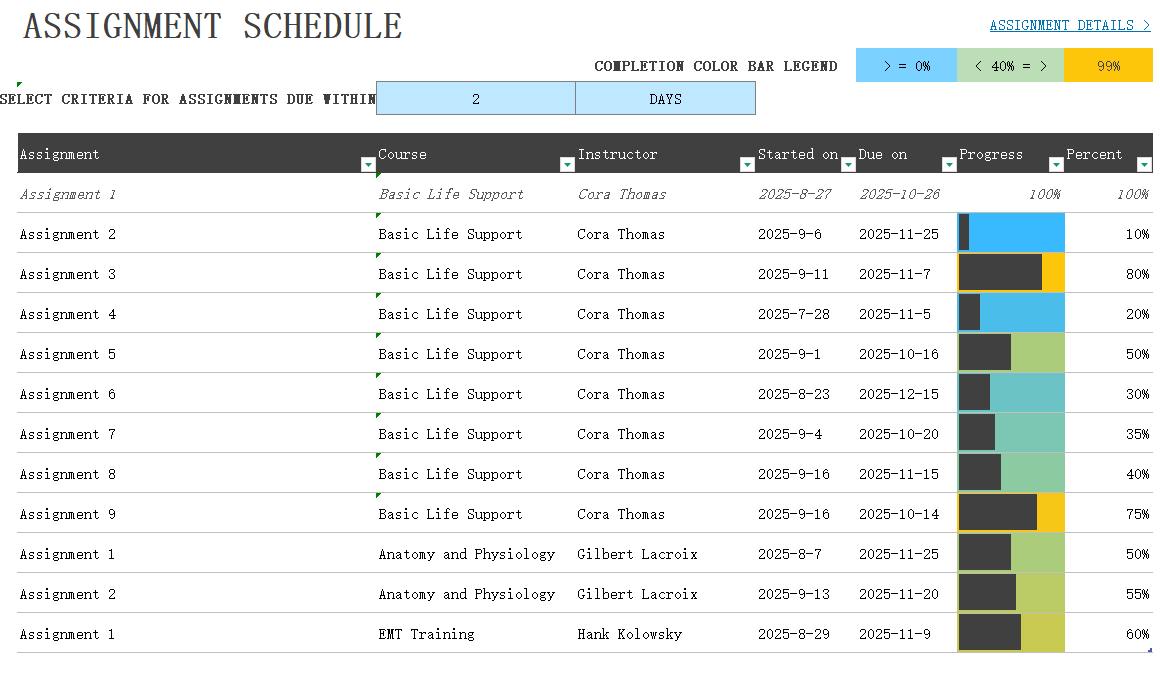 ASSIGNMENT SCHEDULE
ASSIGNMENT DETAILS >
COMPLETION COLOR BAR LEGEND > = 0% < 40% = > 99%
SELECT CRITERIA FOR ASSIGNMENTS DUE WITHIN 2 DAYS
Assignment Course Instructor Started on Due on Progress Percent
Assignment 1 Basic Life Support Cora Thomas 2025-8-27 2025-10-26 100% 100%
Assignment 2 Basic Life Support Cora Thomas 2025-9-6 2025-11-25 10%
Assignment 3 Basic Life Support Cora Thomas 2025-9-11 2025-11-7 80%
Assignment 4 Basic Life Support Cora Thomas 2025-7-28 2025-11-5 20%
Assignment 5 Basic Life Support Cora Thomas 2025-9-1 2025-10-16 50%
Assignment 6 Basic Life Support Cora Thomas 2025-8-23 2025-12-15 30%
Assignment 7 Basic Life Support Cora Thomas 2025-9-4 2025-10-20 35%
Assignment 8 Basic Life Support Cora Thomas 2025-9-16 2025-11-15 40%
Assignment 9 Basic Life Support Cora Thomas 2025-9-16 2025-10-14 75%
Assignment 1 Anatomy and Physiology Gilbert Lacroix 2025-8-7 2025-11-25 50%
Assignment 2 Anatomy and Physiology Gilbert Lacroix 2025-9-13 2025-11-20 55%
Assignment 1 EMT Training Hank Kolowsky 2025-8-29 2025-11-9 60%